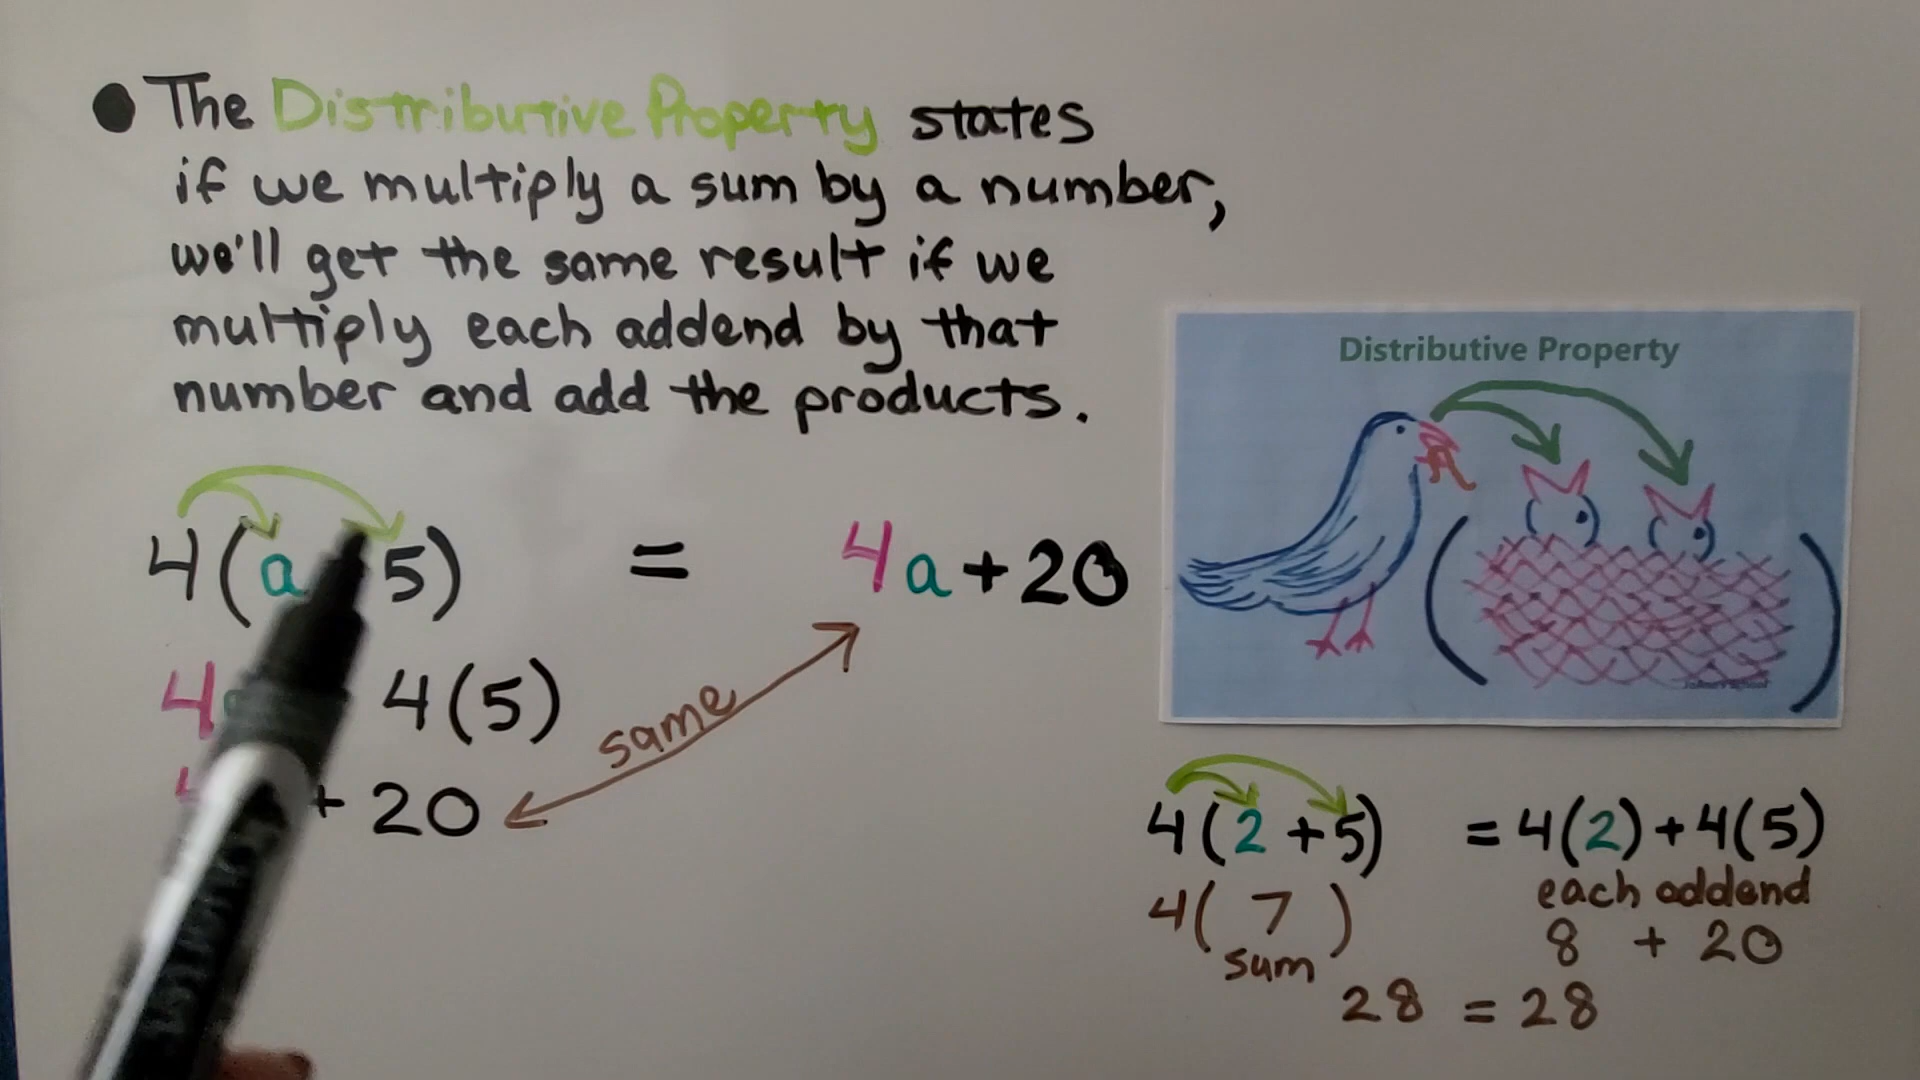 The Distributive Property states
if we multiply a sum by a number,
we'll get the same result if we
multiply each addend by that
number and add the products.
4(a 5) = 4a+20
4 4(5)
+ 20
same
Distributive Property
4(2+5) = 4(2)+4(5)
4( 7 ) each addend
sum 8 + 20
28 = 28